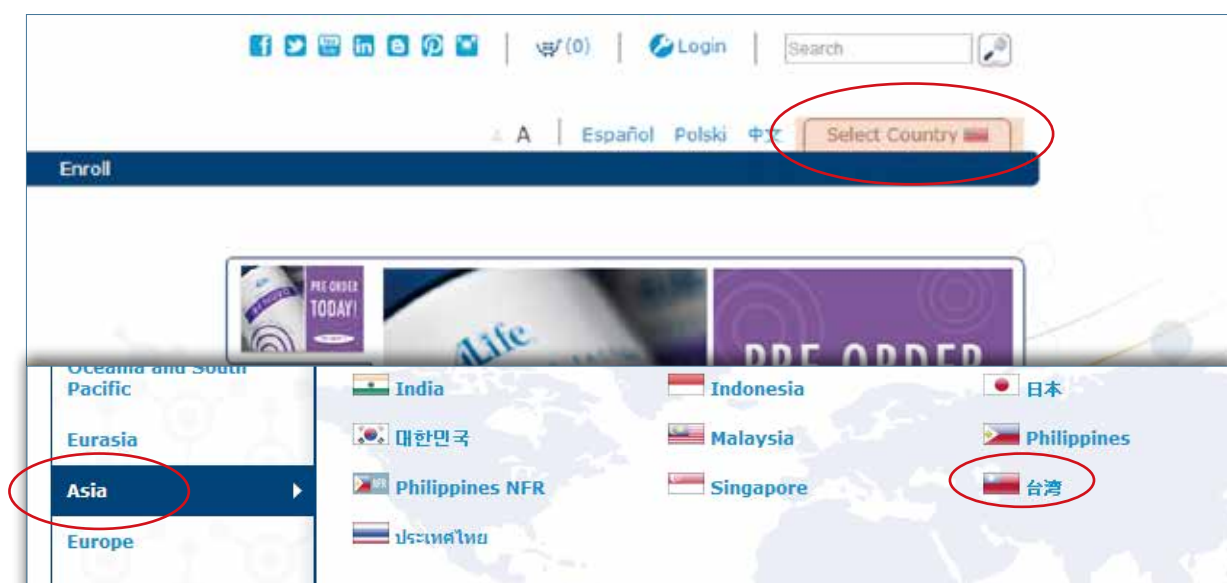 (0) Login Search
A Español Polski 中文 Select Country
Enroll
PRE ORDER
TODAY!
4Life
PRE ORDER
Oceania and South
Pacific
India Indonesia 日本
Eurasia
대한민국 Malaysia Philippines
Asia
Philippines NFR Singapore 台湾
Europe
ประเทศไทย